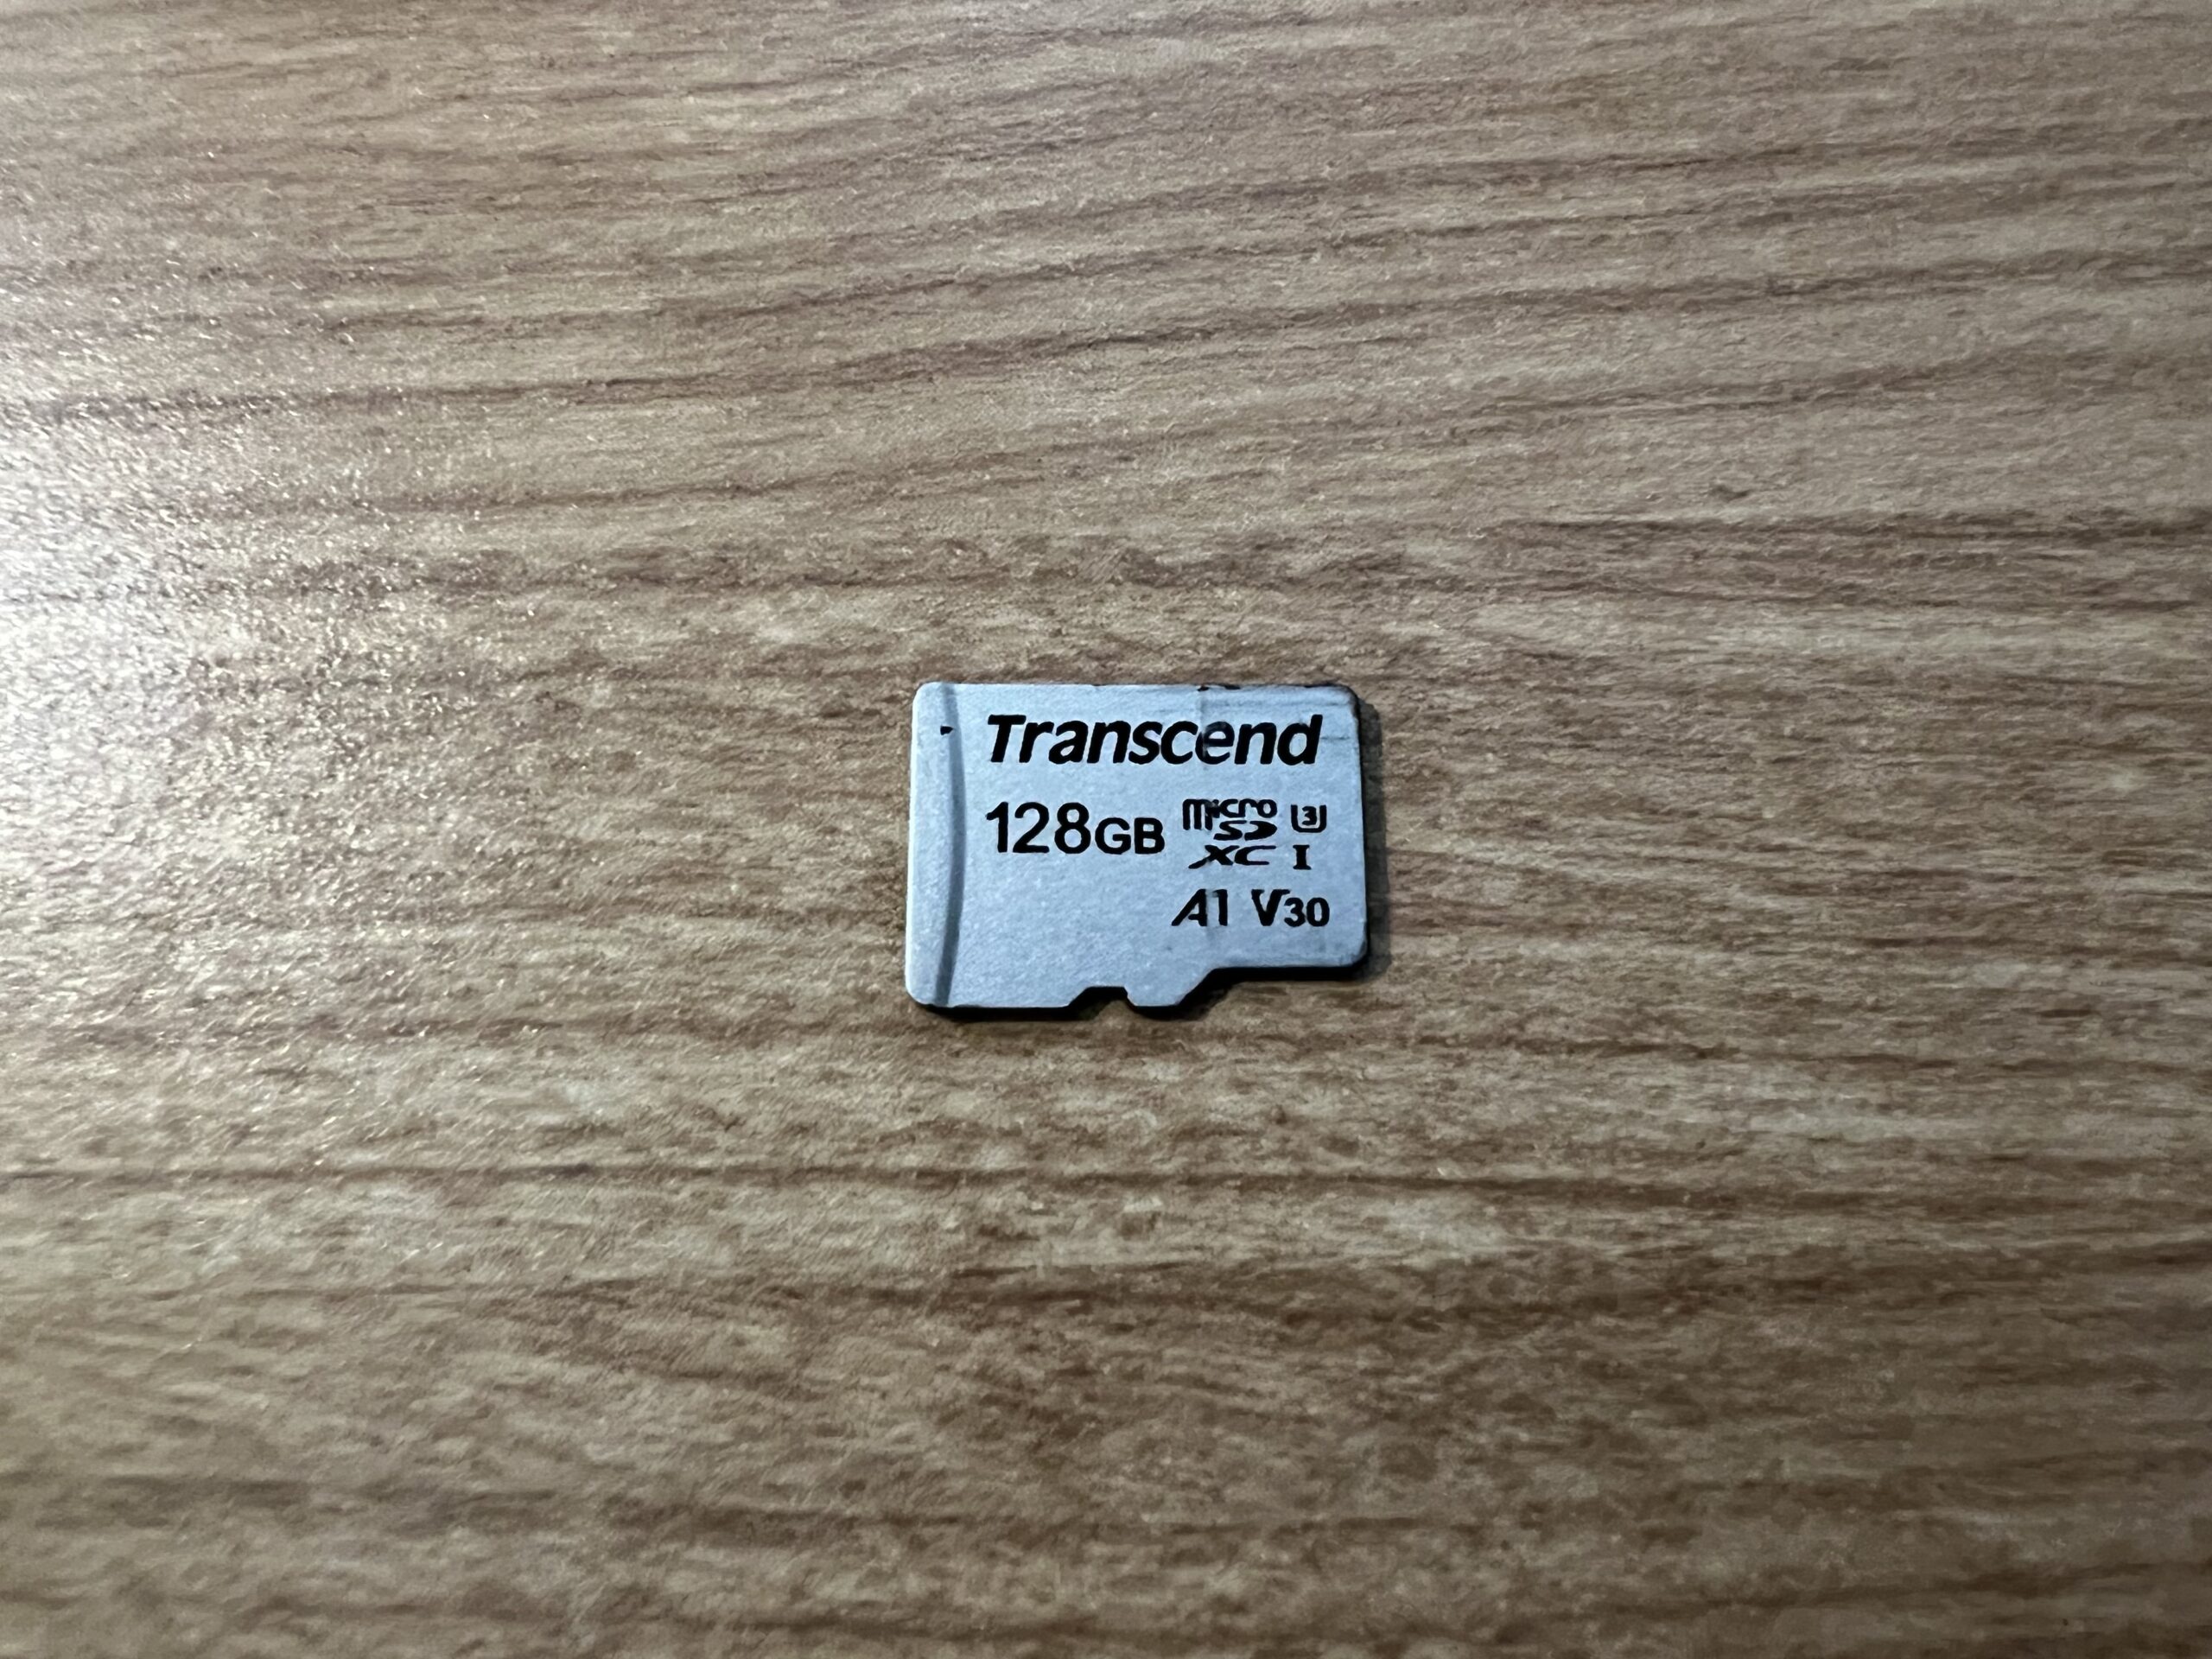 Transcend
128GB micro SD XC U3 I
A1 V30